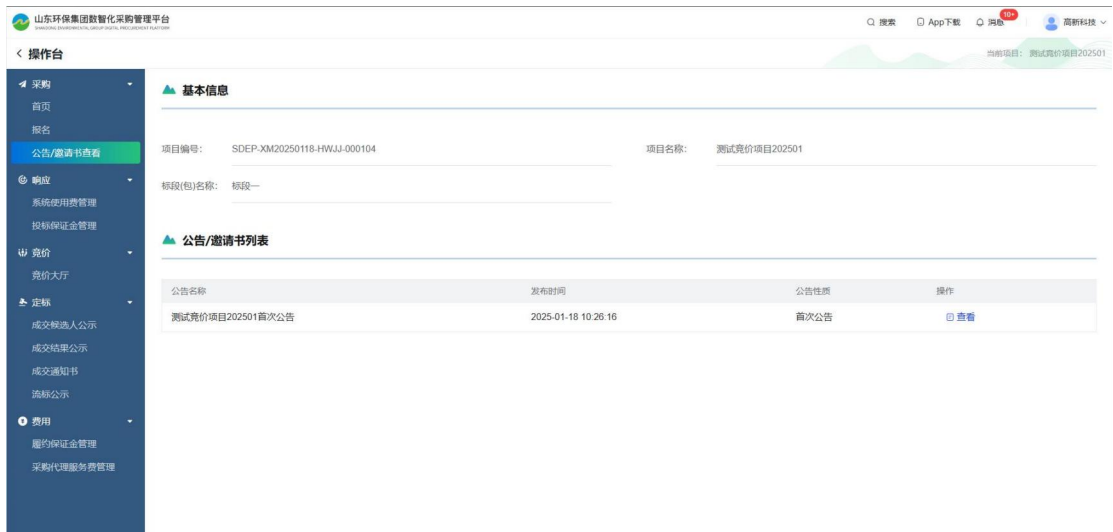 山东环保集团数智化采购管理平台
SHANDONG ENVIRONMENTAL GROUP DIGITAL PROCUREMENT PLATFORM
搜索 App下载 消息 10+ 高新科技
操作台
当前项目: 测试竞价项目202501
采购
首页
报名
公告/邀请书查看
响应
系统使用费管理
投标保证金管理
竞价
竞价大厅
定标
成交候选人公示
成交结果公示
成交通知书
流标公示
费用
履约保证金管理
采购代理服务费管理
基本信息
项目编号: SDEP-XM20250118-HWJJ-000104 项目名称: 测试竞价项目202501
标段(包)名称: 标段一
公告/邀请书列表
公告名称 发布时间 公告性质 操作
测试竞价项目202501首次公告 2025-01-18 10:26:16 首次公告 查看